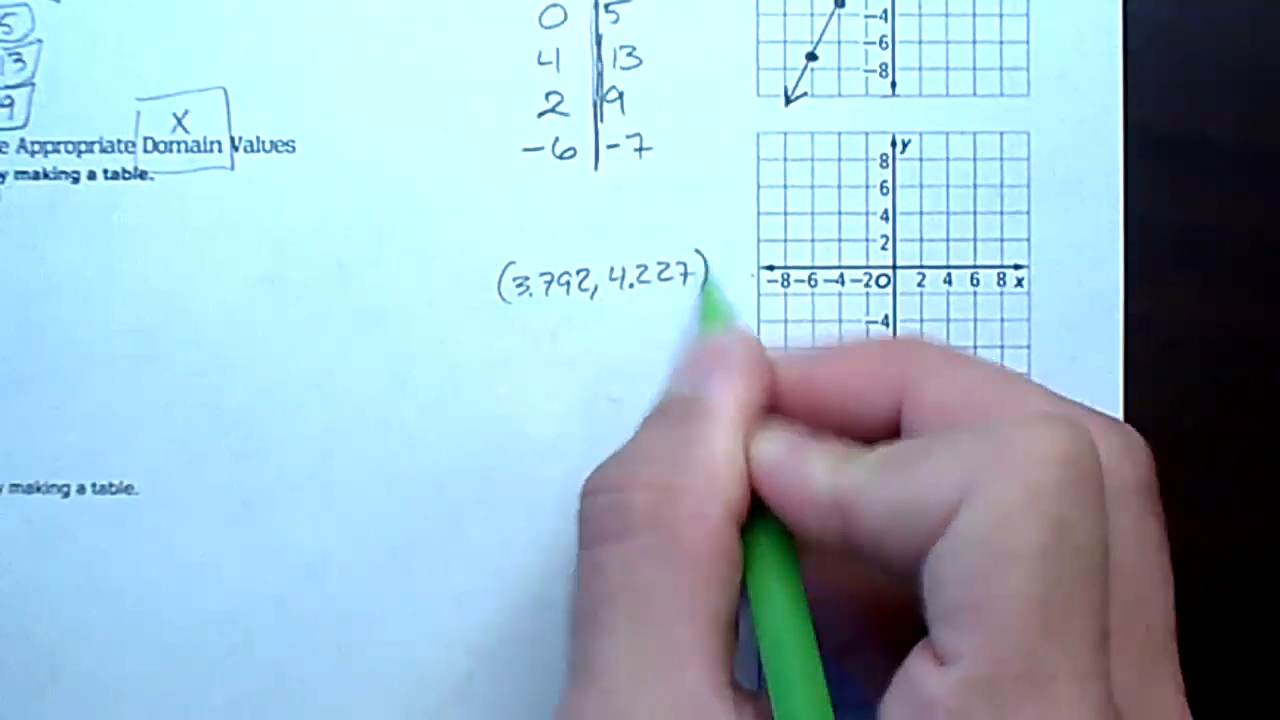 5
13
9
X
e Appropriate Domain Values
y making a table.
y making a table.
0 5
4 13
2 9
-6 -7
(3.792, 4.227)
-4
-6
-8
y
8
6
4
2
-8 -6 -4 -2 O 2 4 6 8 x
-4